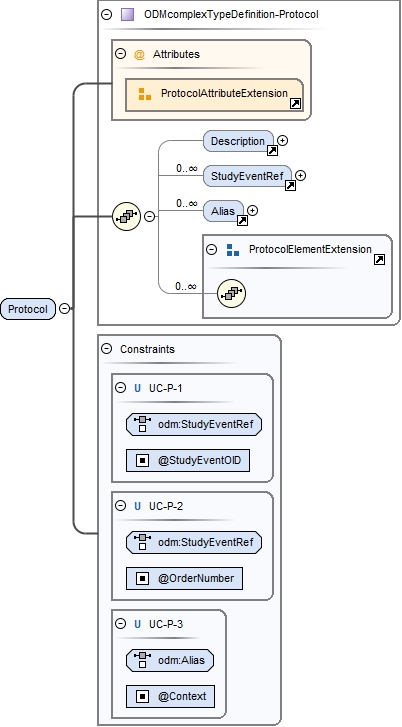 ODMcomplexTypeDefinition-Protocol
@ Attributes
ProtocolAttributeExtension
Description
0..∞
StudyEventRef
0..∞
Alias
ProtocolElementExtension
0..∞
Protocol
Constraints
U UC-P-1
odm:StudyEventRef
@StudyEventOID
U UC-P-2
odm:StudyEventRef
@OrderNumber
U UC-P-3
odm:Alias
@Context